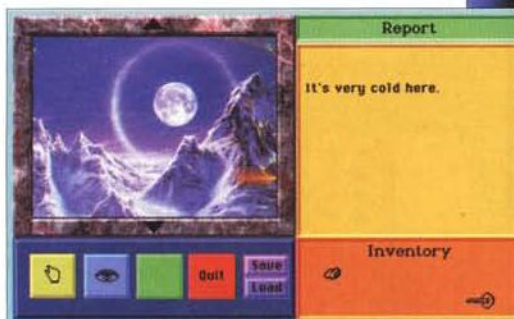 Report
It's very cold here.
Quit
Save
Load
Inventory